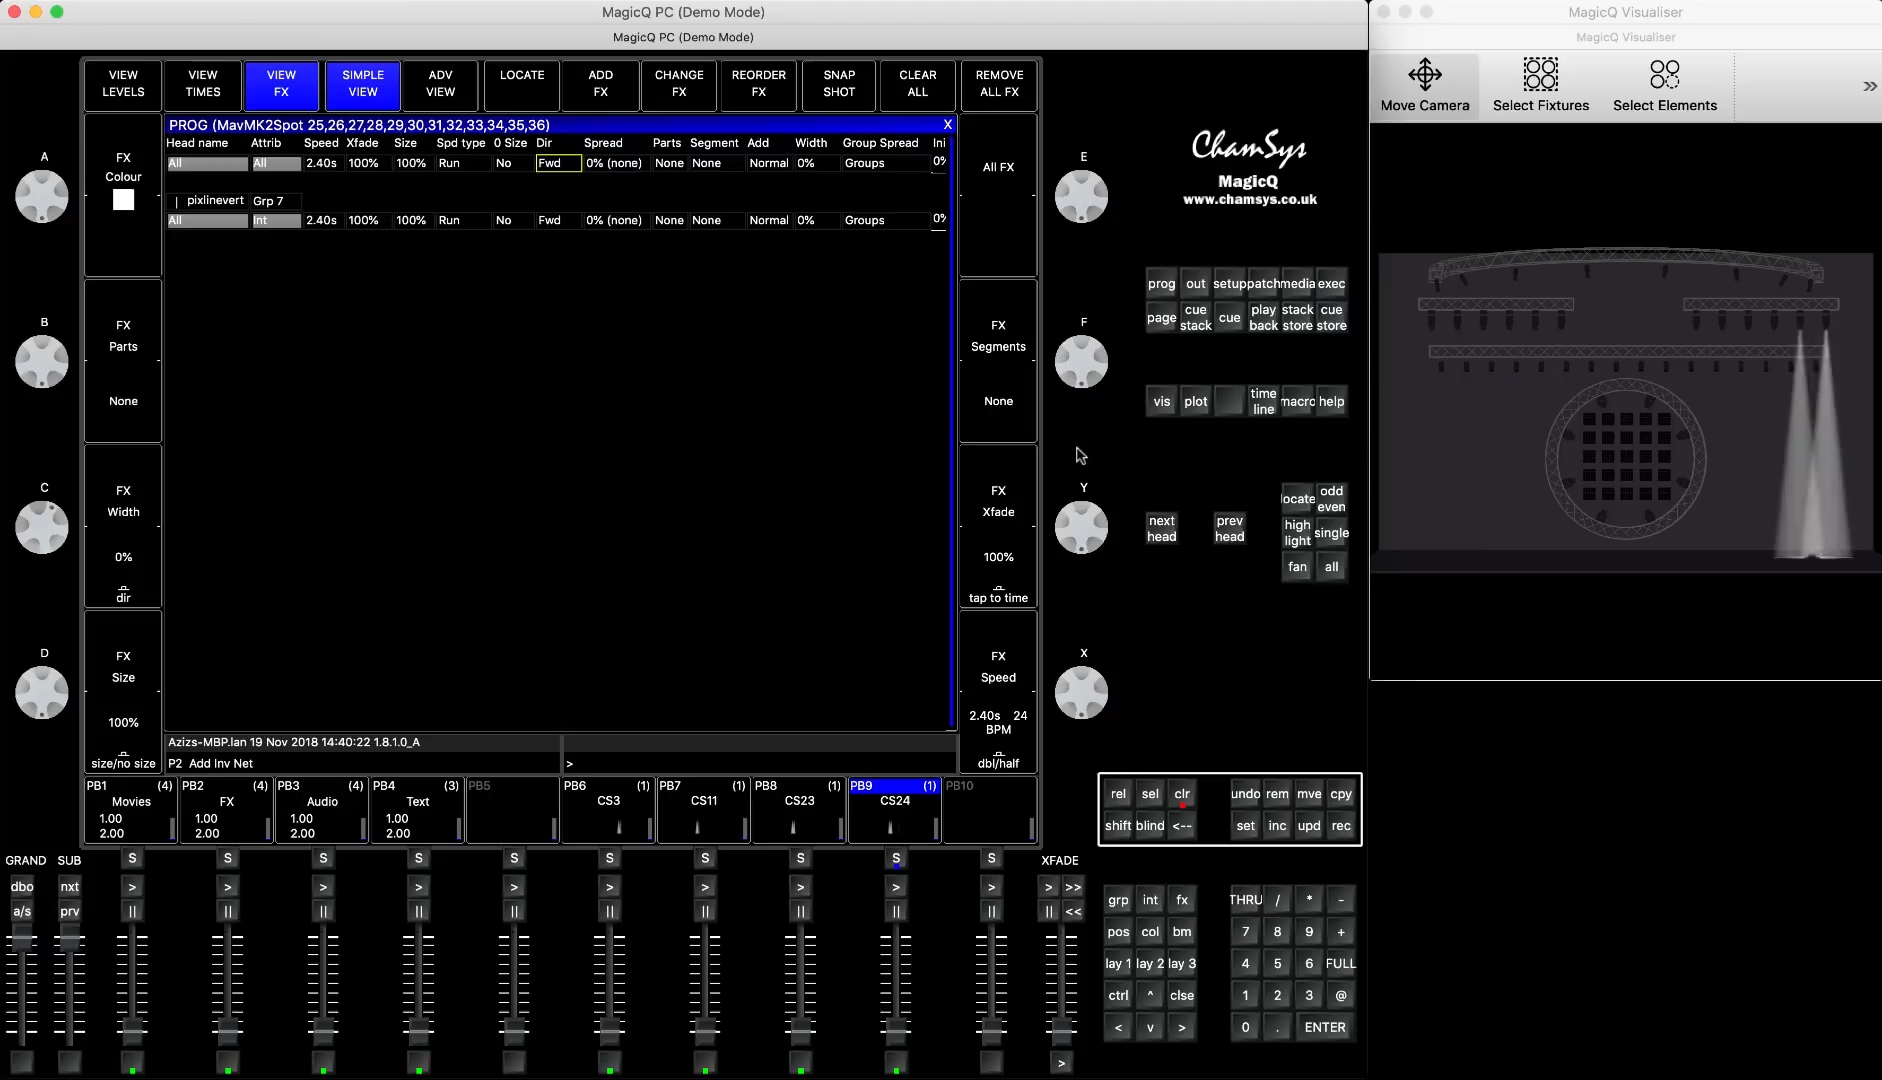 MagicQ PC (Demo Mode)
MagicQ PC (Demo Mode)
MagicQ Visualiser
MagicQ Visualiser
Move Camera
Select Fixtures
Select Elements
VIEW LEVELS
VIEW TIMES
VIEW FX
SIMPLE VIEW
ADV VIEW
LOCATE
ADD FX
CHANGE FX
REORDER FX
SNAP SHOT
CLEAR ALL
REMOVE ALL FX
PROG (MavMK2Spot 25,26,27,28,29,30,31,32,33,34,35,36) X
Head name Attrib Speed Xfade Size Spd type 0 Size Dir Spread Parts Segment Add Width Group Spread Ini
All All 2.40s 100% 100% Run No Fwd 0% (none) None None Normal 0% Groups 0%
pixlinevert Grp 7
All Int 2.40s 100% 100% Run No Fwd 0% (none) None None Normal 0% Groups 0%
A
FX
Colour
B
FX
Parts
None
C
FX
Width
0%
dir
D
FX
Size
100%
size/no size
All FX
E
FX
Segments
None
F
FX
Xfade
100%
tap to time
Y
FX
Speed
2.40s 24
BPM
dbl/half
X
Azizs-MBP.lan 19 Nov 2018 14:40:22 1.8.1.0_A
P2 Add Inv Net
>
ChamSys
MagicQ
www.chamsys.co.uk
prog out setup patch media exec
page cue stack cue play back stack store cue store
vis plot time line macro help
next head
prev head
locate odd even
high light single
fan all
PB1 (4) PB2 (4) PB3 (4) PB4 (3) PB5 PB6 (1) PB7 (1) PB8 (1) PB9 (1) PB10
Movies FX Audio Text CS3 CS11 CS23 CS24
1.00 1.00 1.00 1.00
2.00 2.00 2.00 2.00
rel sel clr undo rem mve cpy
shift blind <-- set inc upd rec
GRAND SUB S S S S S S S S S S XFADE
dbo nxt > > > > > > > > > > > >>
a/s prv || || || || || || || || || || || <<
grp int fx THRU / * -
pos col bm 7 8 9 +
lay 1 lay 2 lay 3 4 5 6 FULL
ctrl ^ clse 1 2 3 @
< v > 0 . ENTER
>